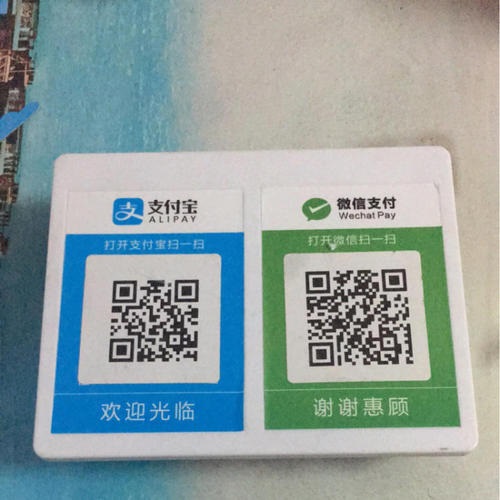 支付宝
ALIPAY
打开支付宝扫一扫
欢迎光临
微信支付
Wechat Pay
打开微信扫一扫
谢谢惠顾